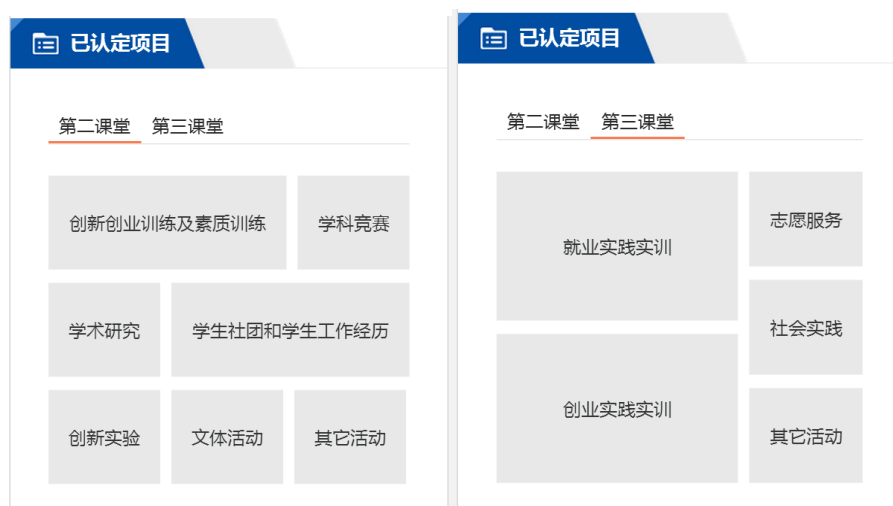 已认定项目
第二课堂 第三课堂
创新创业训练及素质训练 学科竞赛
学术研究 学生社团和学生工作经历
创新实验 文体活动 其它活动
已认定项目
第二课堂 第三课堂
就业实践实训
志愿服务
社会实践
创业实践实训
其它活动